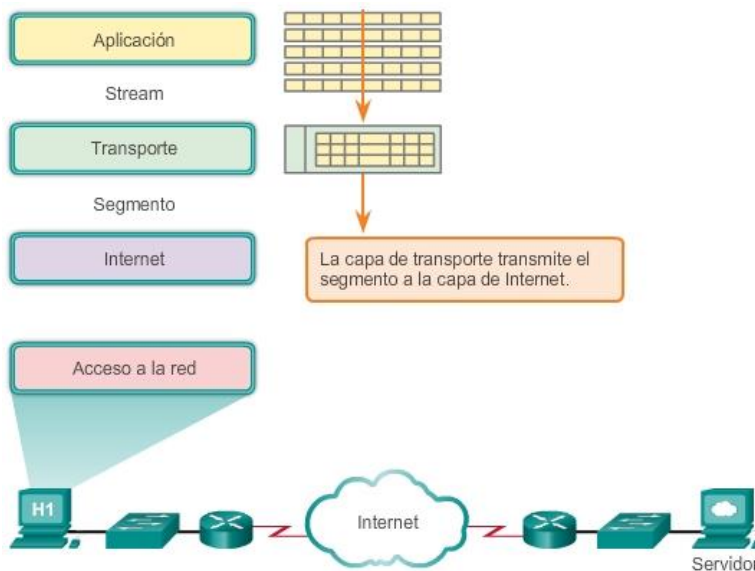 Aplicación
Stream
Transporte
Segmento
Internet
La capa de transporte transmite el
segmento a la capa de Internet.
Acceso a la red
H1
Internet
Servidor